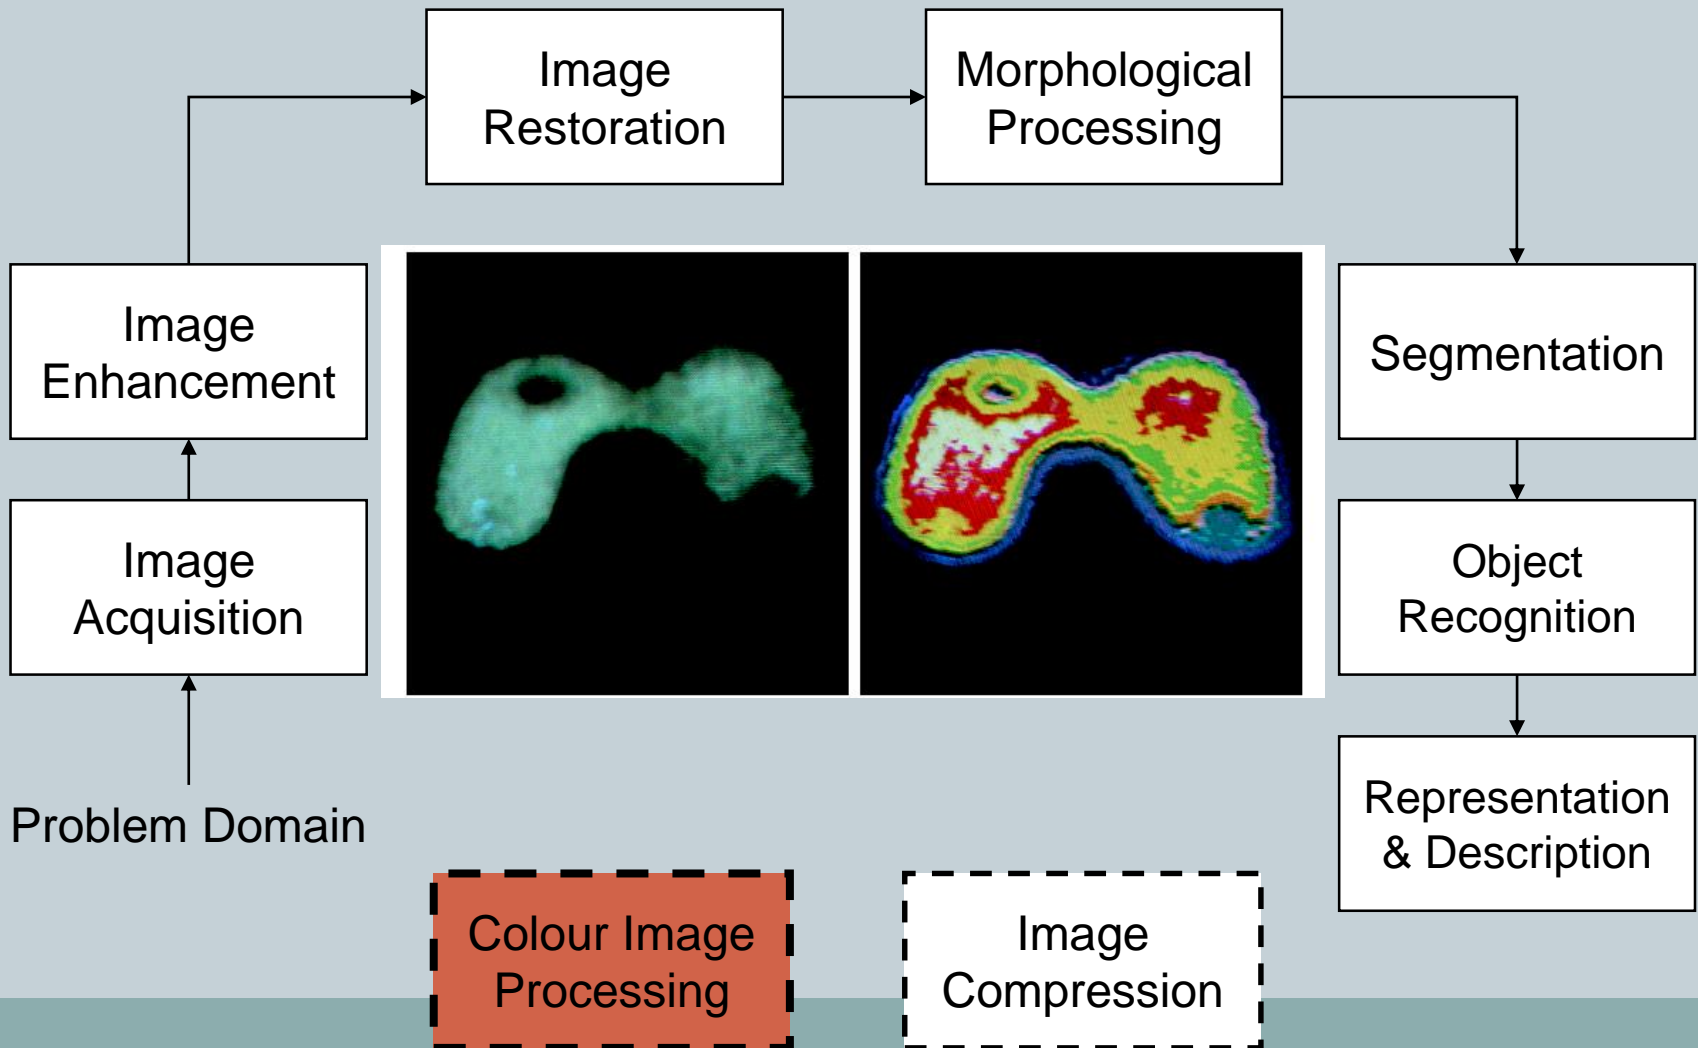 Image
Restoration
Morphological
Processing
Image
Enhancement
Segmentation
Image
Acquisition
Object
Recognition
Problem Domain
Representation
& Description
Colour Image
Processing
Image
Compression